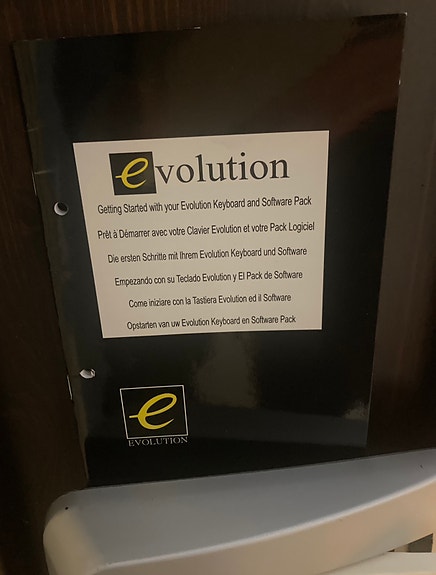 evolution
Getting Started with your Evolution Keyboard and Software Pack
Prêt à Démarrer avec votre Clavier Evolution et votre Pack Logiciel
Die ersten Schritte mit Ihrem Evolution Keyboard und Software
Empezando con su Teclado Evolution y El Pack de Software
Come iniziare con la Tastiera Evolution ed il Software
Opstarten van uw Evolution Keyboard en Software Pack
e
EVOLUTION